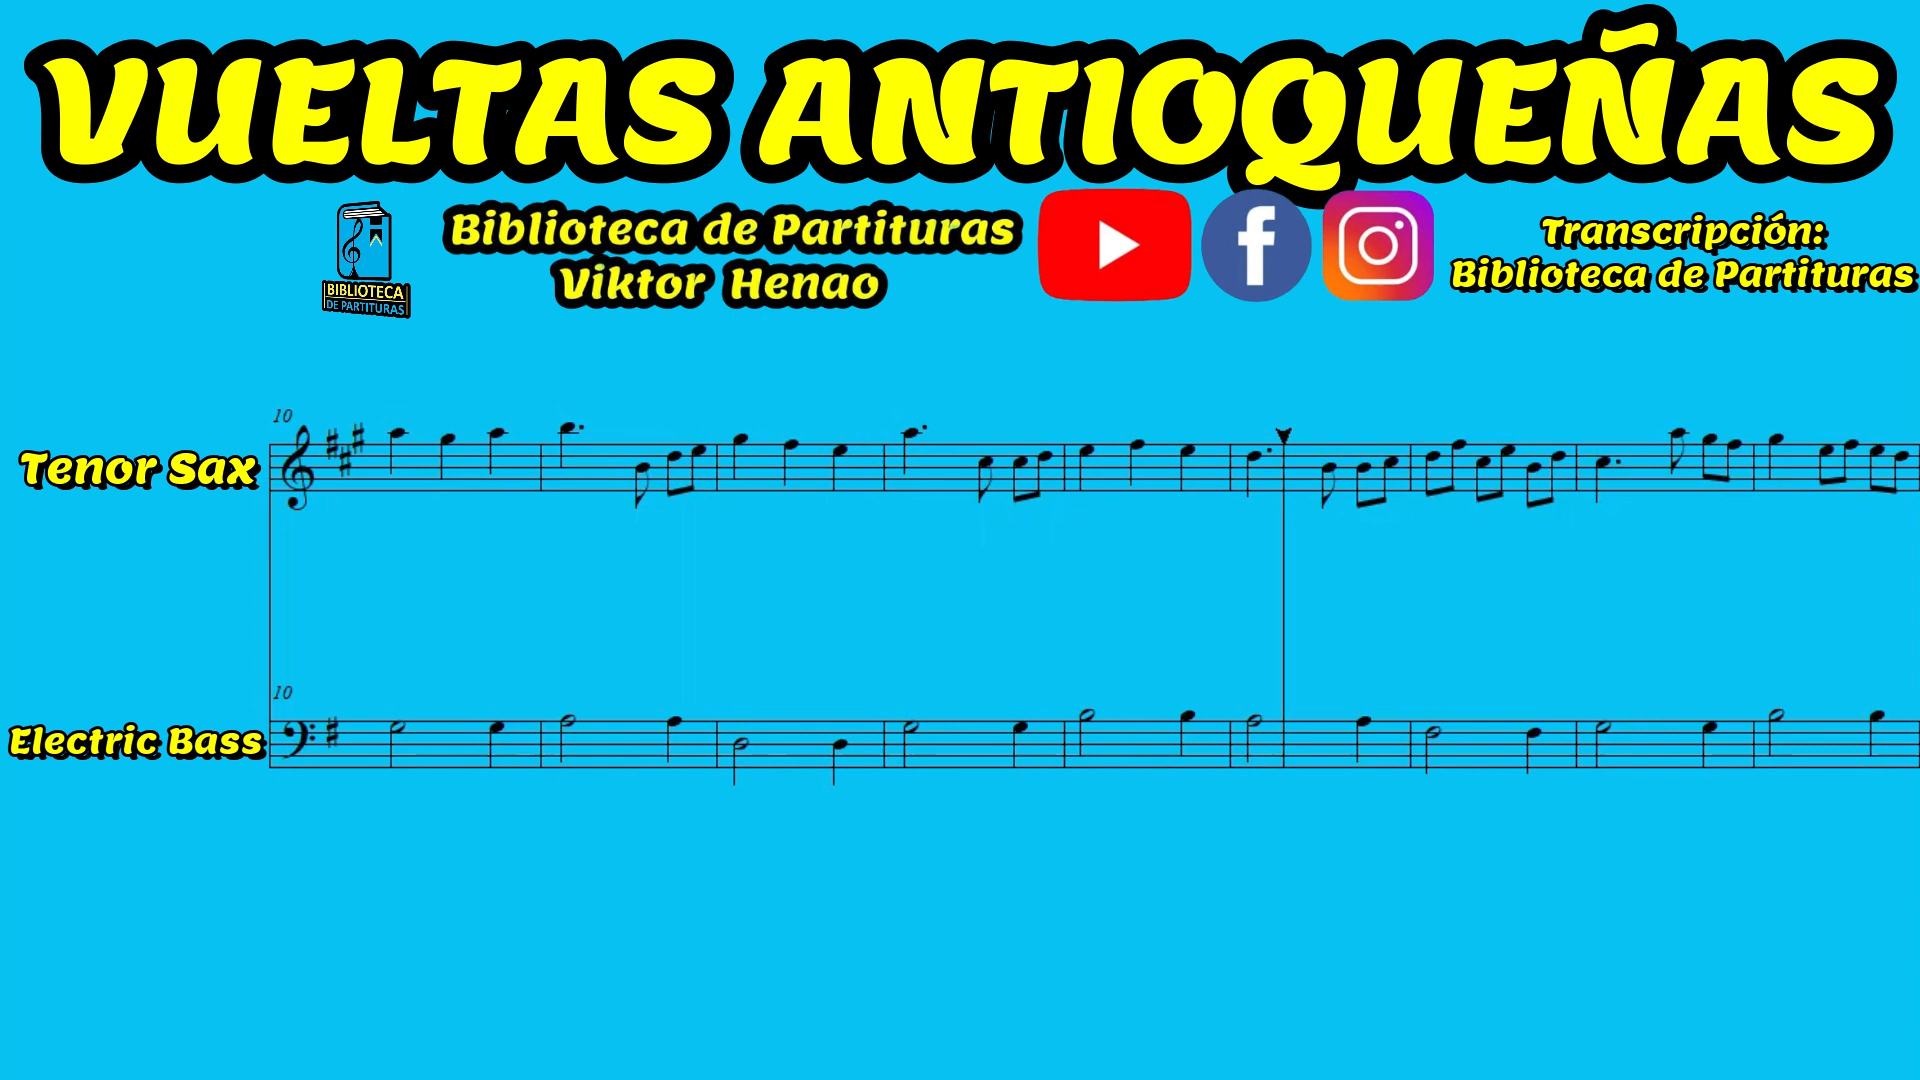 VUELTAS ANTIOQUEÑAS
Biblioteca de Partituras
Viktor Henao
BIBLIOTECA
DE PARTITURAS
Transcripción:
Biblioteca de Partituras
10
Tenor Sax
10
Electric Bass